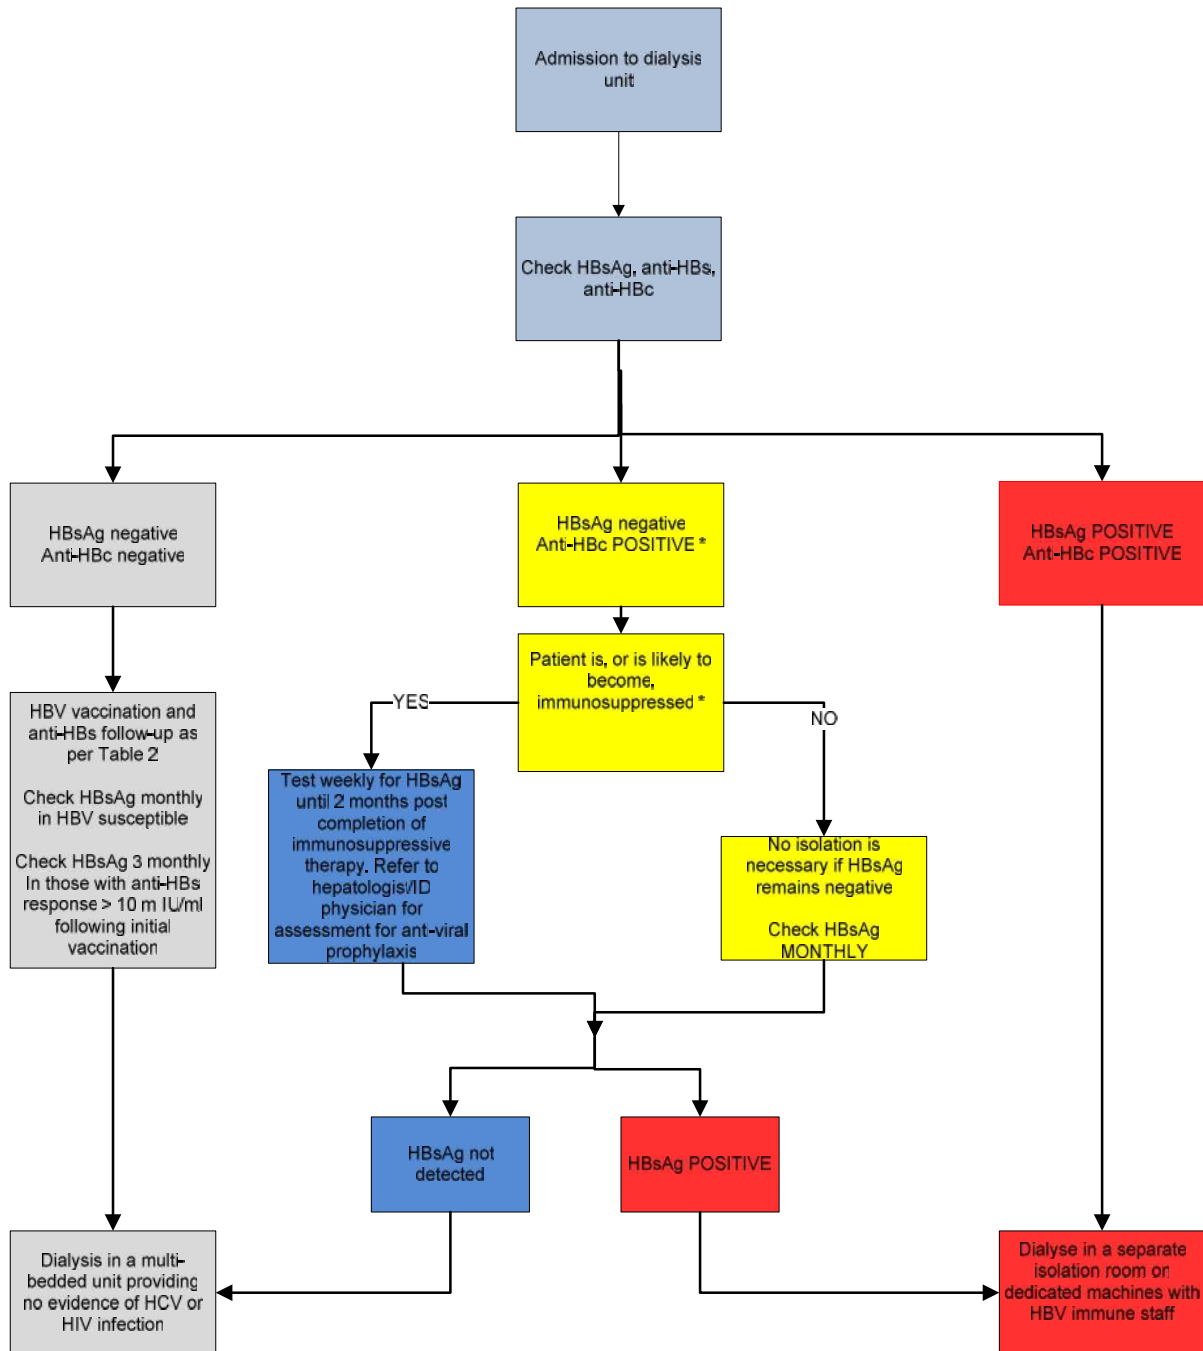 Admission to dialysis
unit
Check HBsAg, anti-HBs,
anti-HBc
HBsAg negative
Anti-HBc negative
HBsAg negative
Anti-HBc POSITIVE *
HBsAg POSITIVE
Anti-HBc POSITIVE
Patient is, or is likely to
become,
immunosuppressed *
YES
NO
HBV vaccination and
anti-HBs follow-up as
per Table 2
Check HBsAg monthly
in HBV susceptible
Check HBsAg 3 monthly
In those with anti-HBs
response > 10 m IU/ml
following initial
vaccination
Test weekly for HBsAg
until 2 months post
completion of
immunosuppressive
therapy. Refer to
hepatologist/ID
physician for
assessment for anti-viral
prophylaxis
No isolation is
necessary if HBsAg
remains negative
Check HBsAg
MONTHLY
HBsAg not
detected
HBsAg POSITIVE
Dialysis in a multi-
bedded unit providing
no evidence of HCV or
HIV infection
Dialyse in a separate
isolation room on
dedicated machines with
HBV immune staff